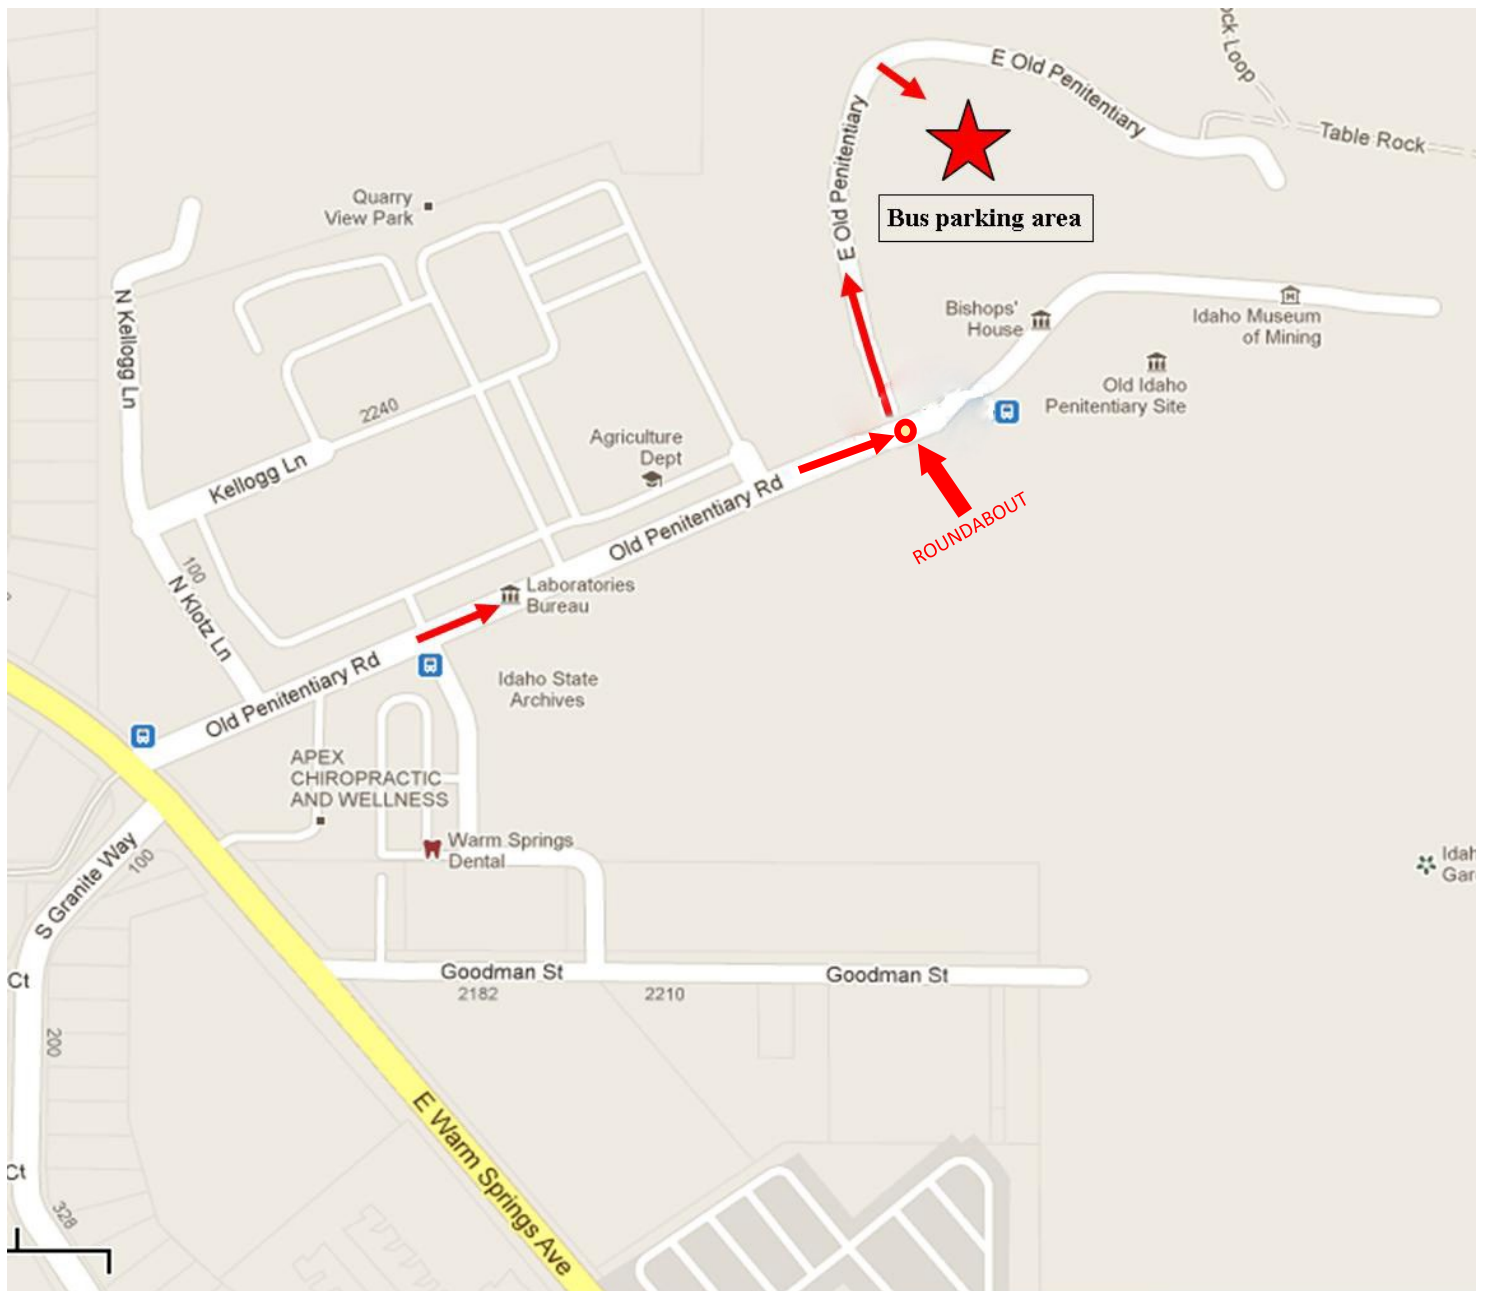 ck Loop
E Old Penitentiary
Table Rock
E Old Penitentiary
Quarry
View Park
Bus parking area
N Kellogg Ln
Bishops'
House
Idaho Museum
of Mining
Old Idaho
Penitentiary Site
2240
Agriculture
Dept
Kellogg Ln
Old Penitentiary Rd
ROUNDABOUT
100
N Klotz Ln
Laboratories
Bureau
Old Penitentiary Rd
Idaho State
Archives
APEX
CHIROPRACTIC
AND WELLNESS
Warm Springs
Dental
S Granite Way
100
Idah
Gar
Ct
Goodman St
Goodman St
2182
2210
200
E Warm Springs Ave
Ct
328